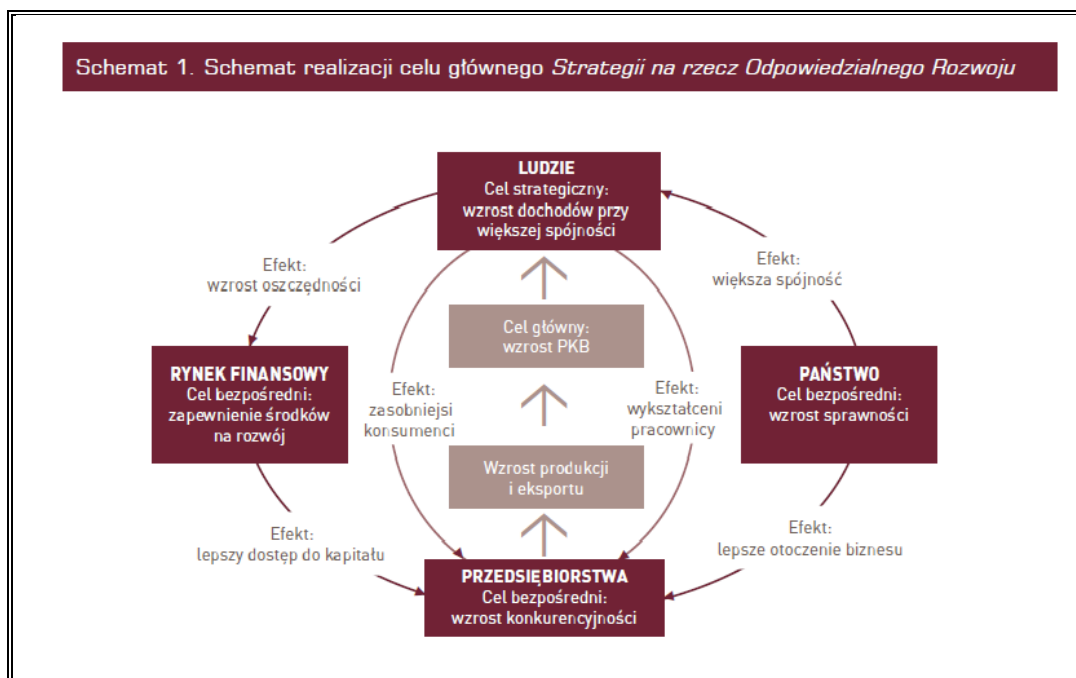 Schemat 1. Schemat realizacji celu głównego Strategii na rzecz Odpowiedzialnego Rozwoju
LUDZIE
Cel strategiczny:
wzrost dochodów przy
większej spójności
Efekt:
wzrost oszczędności
Efekt:
większa spójność
Cel główny:
wzrost PKB
RYNEK FINANSOWY
Cel bezpośredni:
zapewnienie środków
na rozwój
Efekt:
zasobniejsi
konsumenci
Efekt:
wykształceni
pracownicy
PAŃSTWO
Cel bezpośredni:
wzrost sprawności
Wzrost produkcji
i eksportu
Efekt:
lepszy dostęp do kapitału
Efekt:
lepsze otoczenie biznesu
PRZEDSIĘBIORSTWA
Cel bezpośredni:
wzrost konkurencyjności